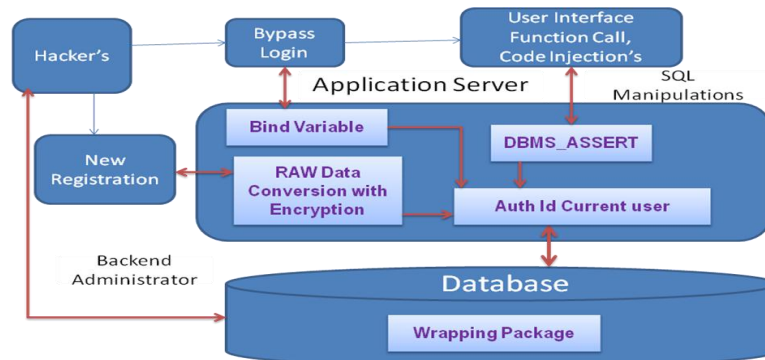 Hacker's
Bypass
Login
User Interface
Function Call,
Code Injection's
Application Server
SQL
Manipulations
Bind Variable
DBMS_ASSERT
New
Registration
RAW Data
Conversion with
Encryption
Auth Id Current user
Backend
Administrator
Database
Wrapping Package